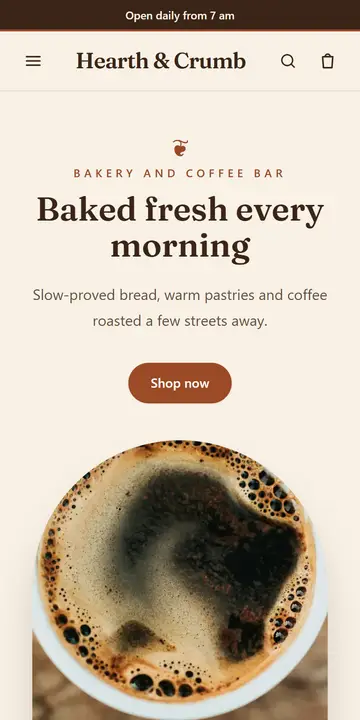 Open daily from 7 am
Hearth & Crumb
BAKERY AND COFFEE BAR
Baked fresh every
morning
Slow-proved bread, warm pastries and coffee
roasted a few streets away.
Shop now